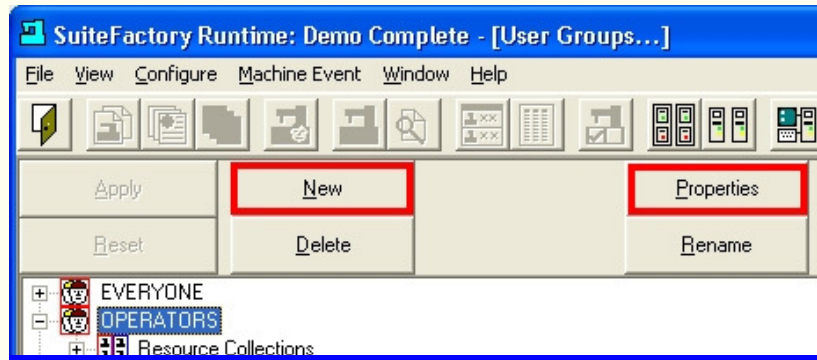 SuiteFactory Runtime: Demo Complete - [User Groups...]
File View Configure Machine Event Window Help
Apply New Properties
Reset Delete Rename
EVERYONE
OPERATORS
Resource Collections